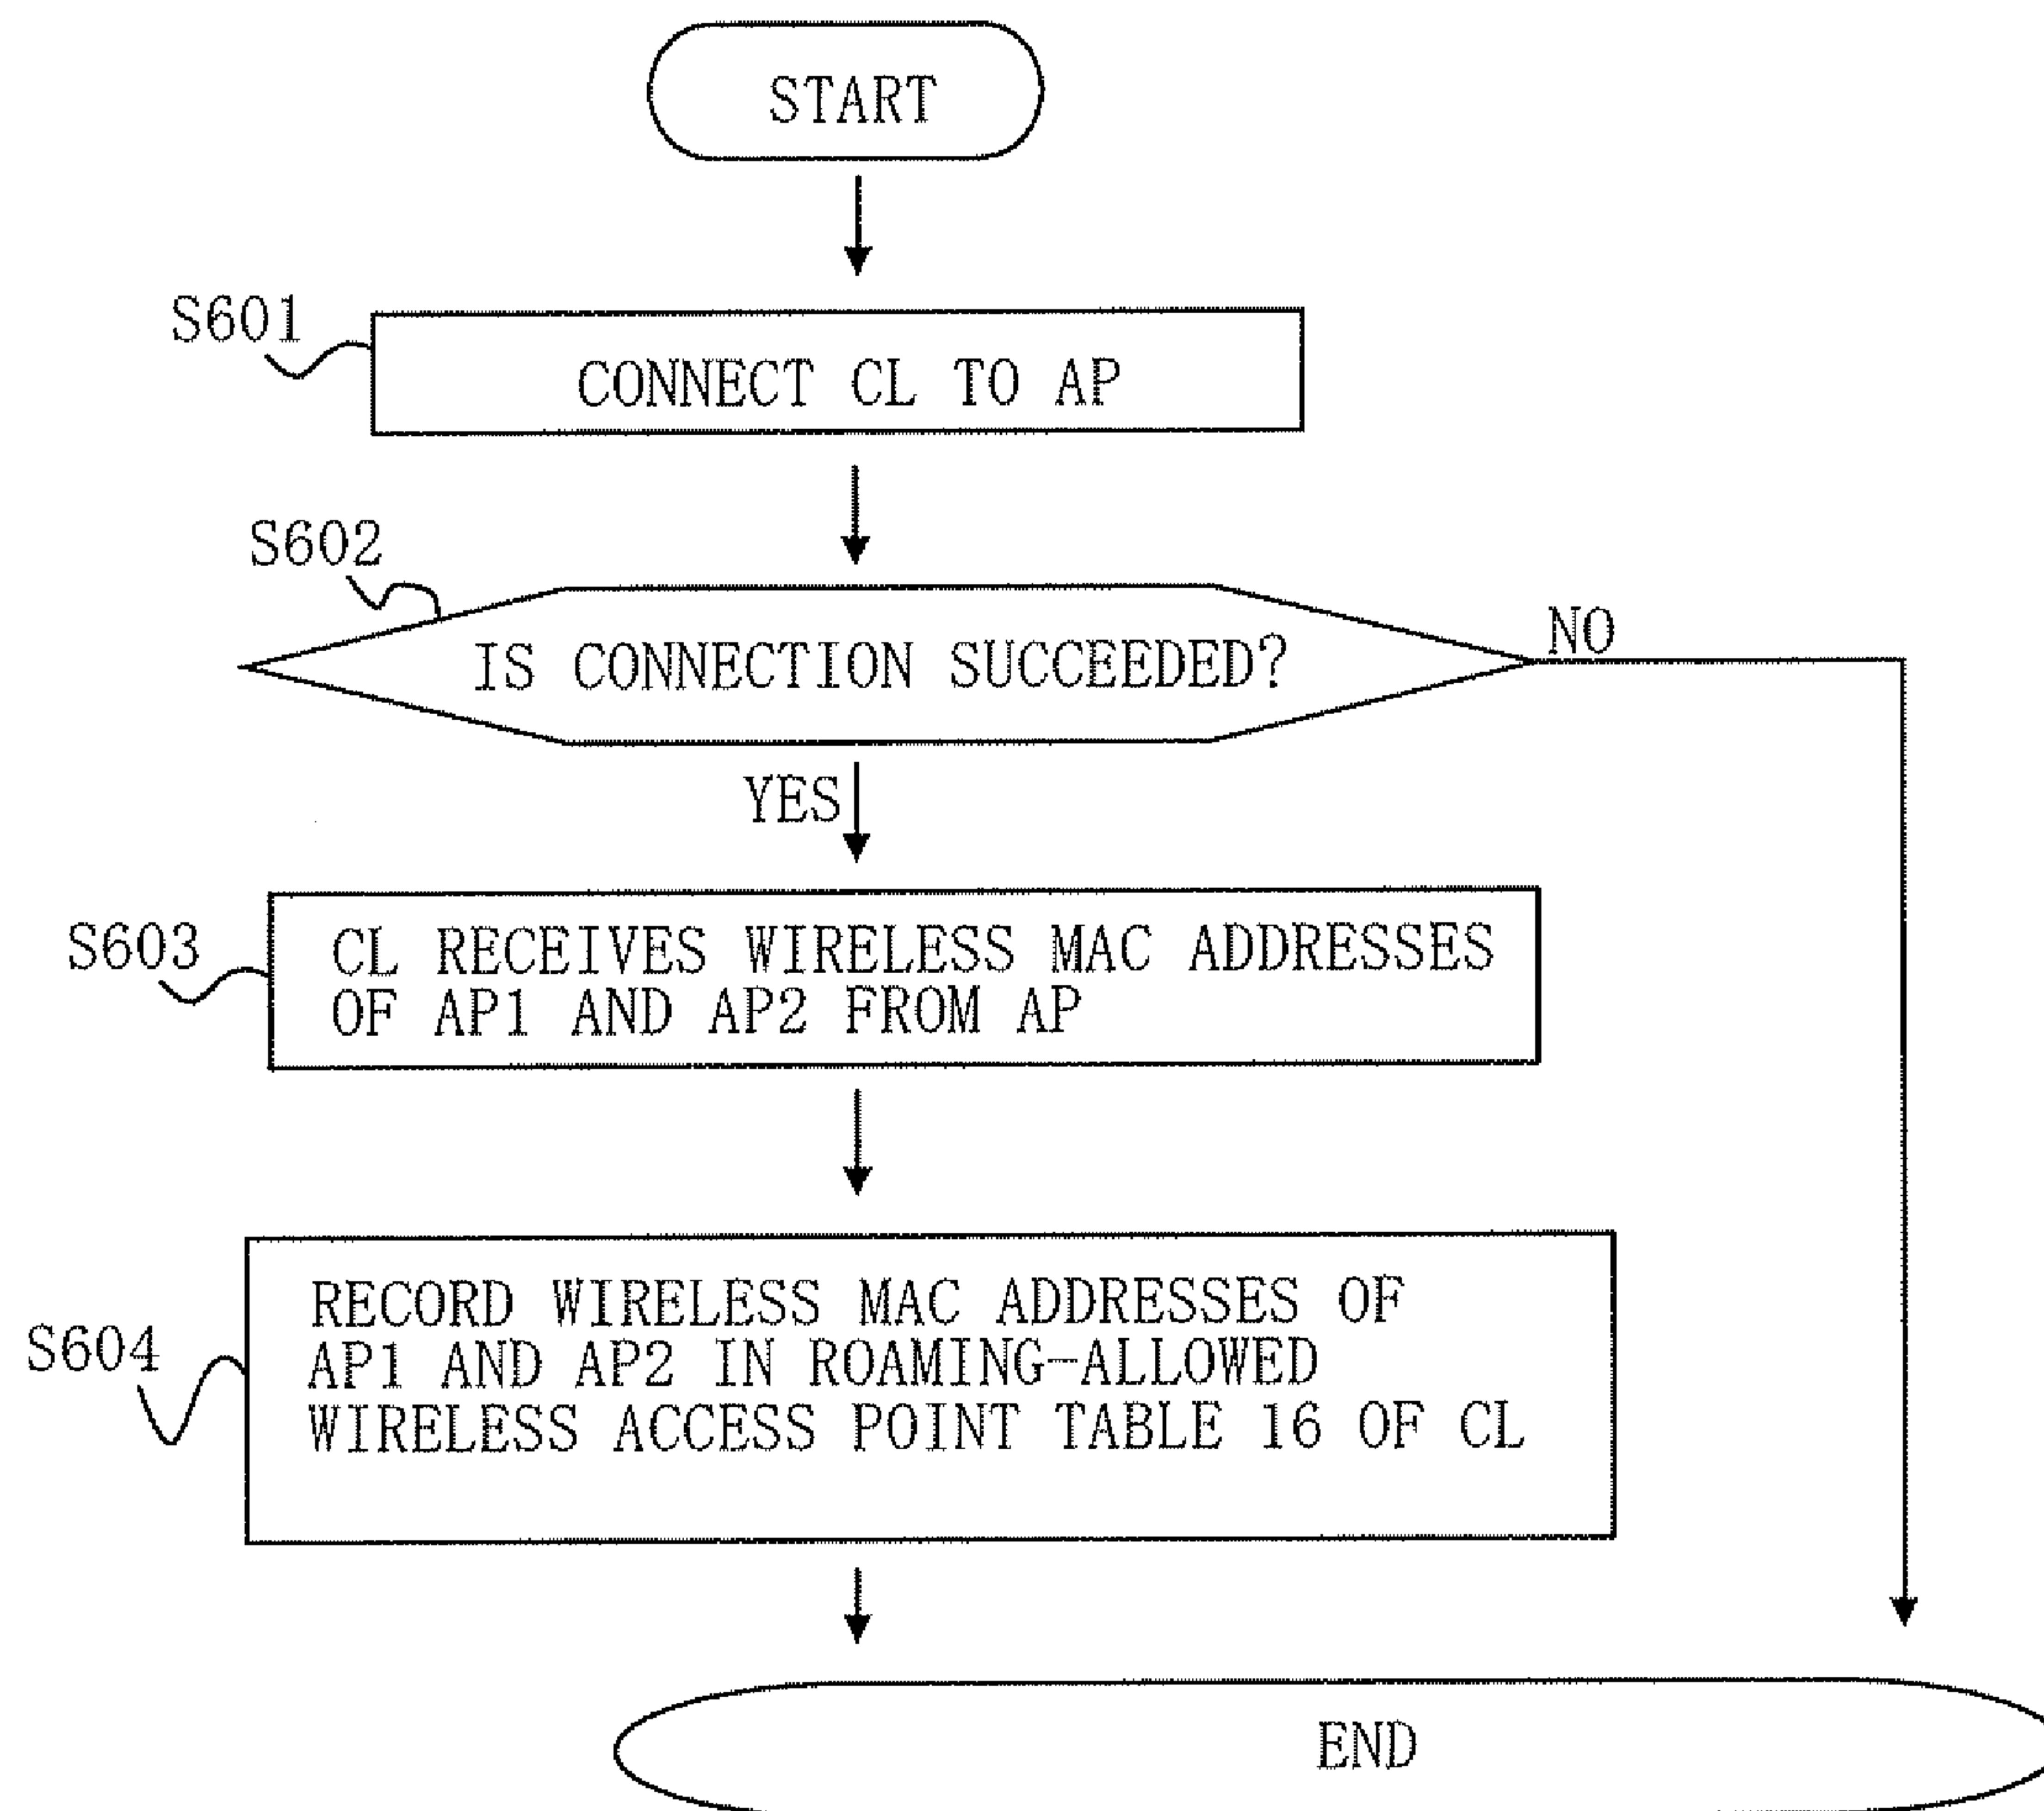 START
S601
CONNECT CL TO AP
S602
IS CONNECTION SUCCEEDED?
NO
YES
S603
CL RECEIVES WIRELESS MAC ADDRESSES
OF AP1 AND AP2 FROM AP
S604
RECORD WIRELESS MAC ADDRESSES OF
AP1 AND AP2 IN ROAMING-ALLOWED
WIRELESS ACCESS POINT TABLE 16 OF CL
END